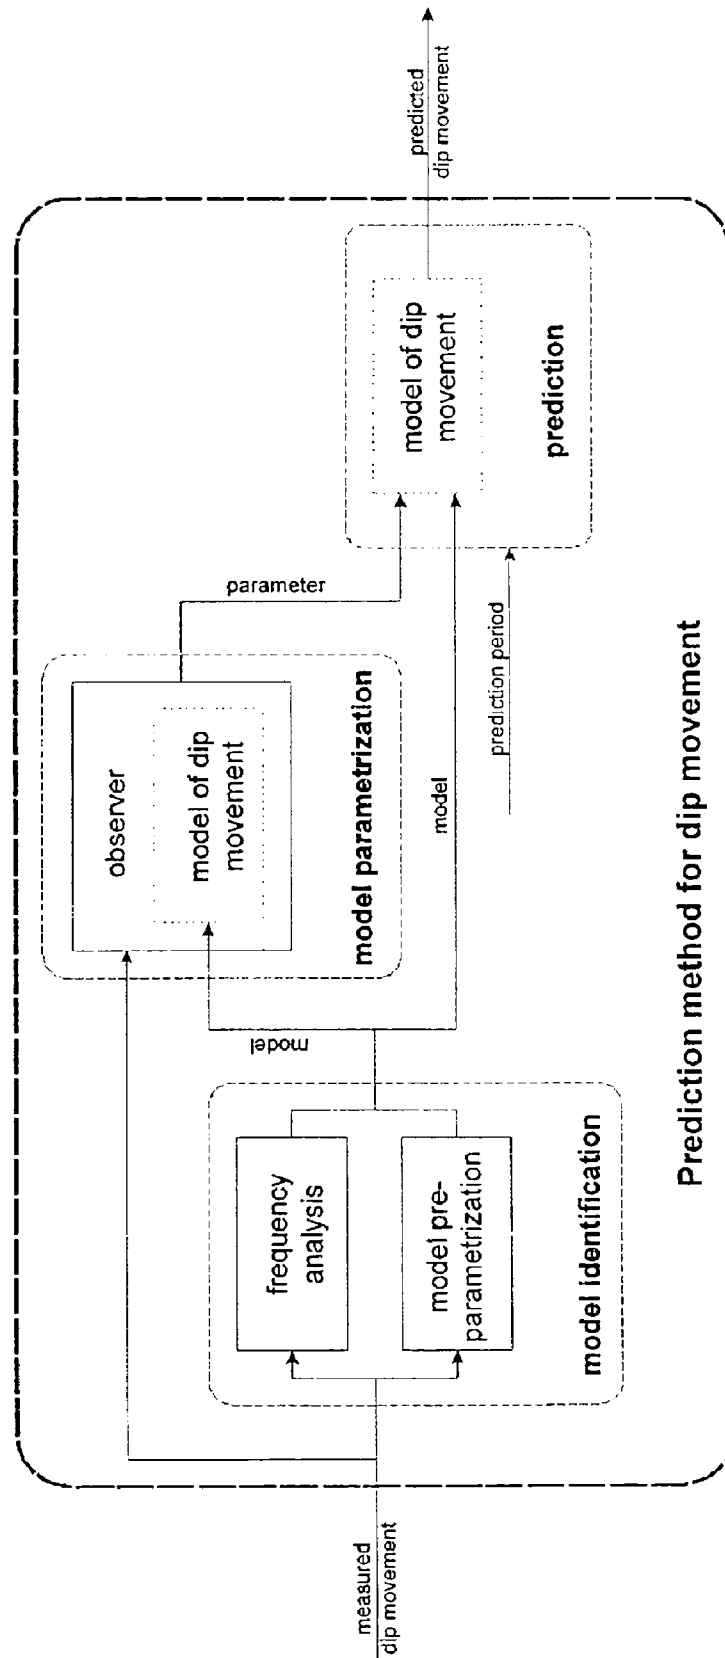 measured
dip movement
frequency
analysis
model pre-
parametrization
model identification
model
observer
model of dip
movement
model parametrization
parameter
model
prediction period
model of dip
movement
prediction
predicted
dip movement
Prediction method for dip movement